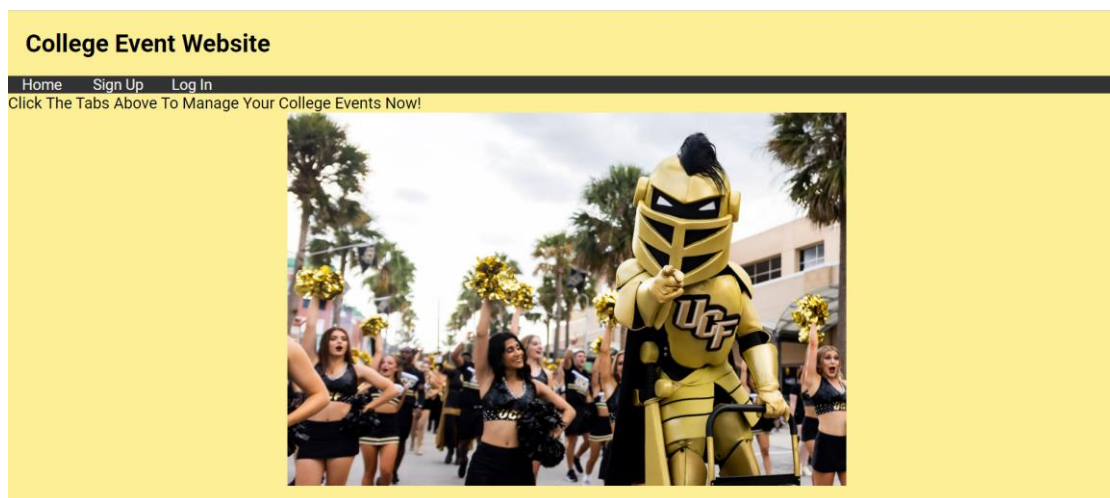 College Event Website
Home Sign Up Log In
Click The Tabs Above To Manage Your College Events Now!
UCF